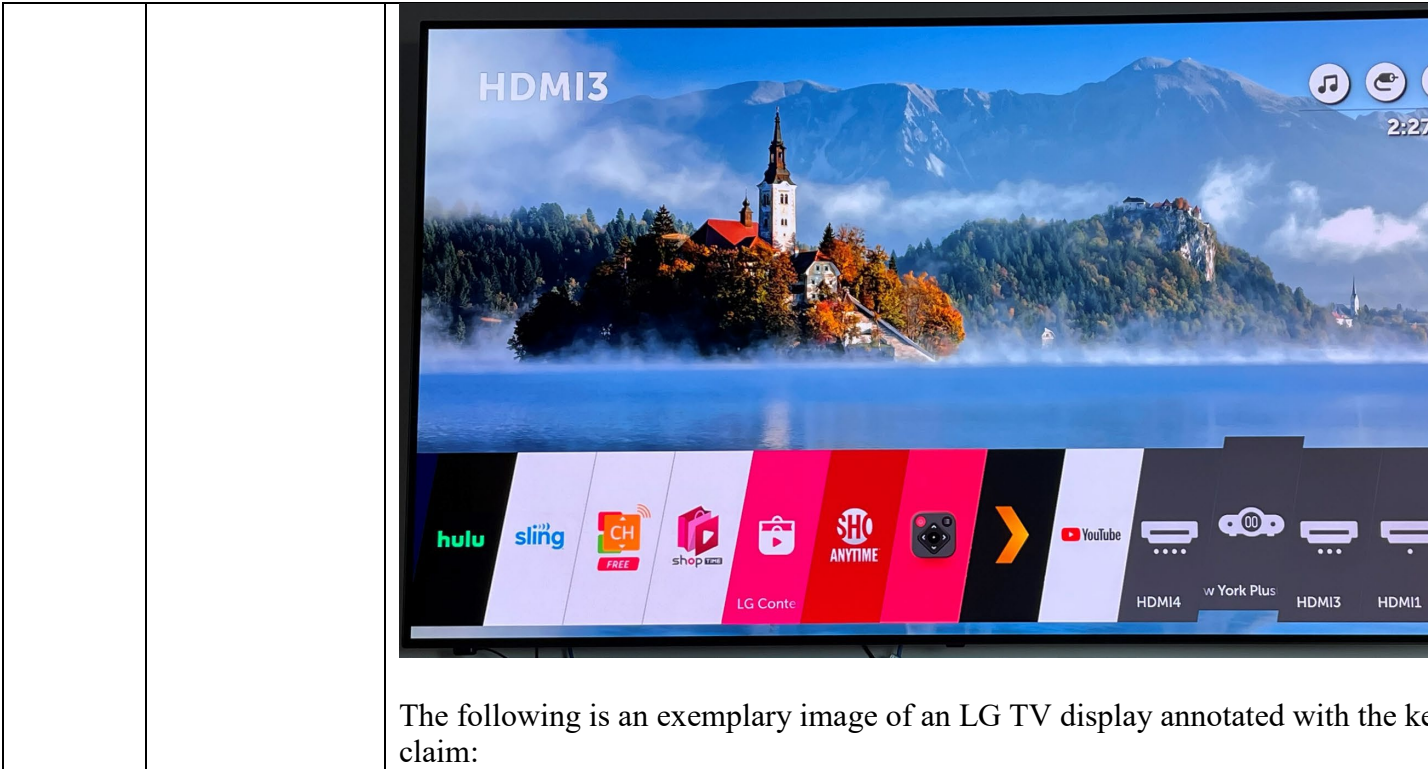 HDMI3
2:27
hulu
sling
CH
FREE
shop TIME
LG Conte
SHO
ANYTIME
YouTube
HDMI4
w York Plus
HDMI3
HDMI1
The following is an exemplary image of an LG TV display annotated with the ke
claim: